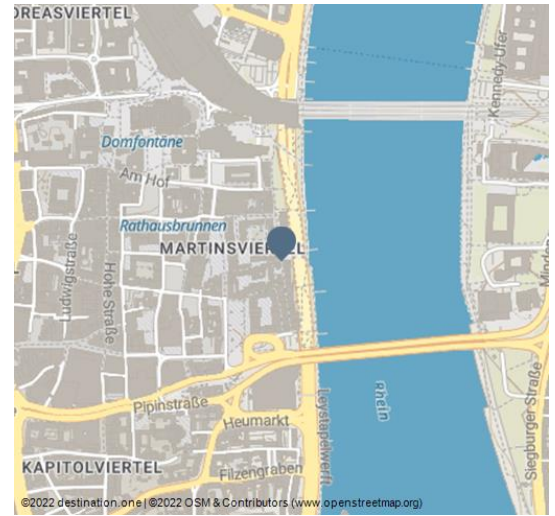 DREASVIERTEL
Kennedy-Ufer
Domfontäne
Am Hof
Rathausbrunnen
MARTINSVIERTEL
Ludwigstraße
Hohe Straße
Pipinstraße
Heumarkt
Leystapelwerft
Rhein
Siegburger Straße
KAPITOLVIERTEL
Filzengraben
©2022 destination.one | ©2022 OSM & Contributors (www.openstreetmap.org)